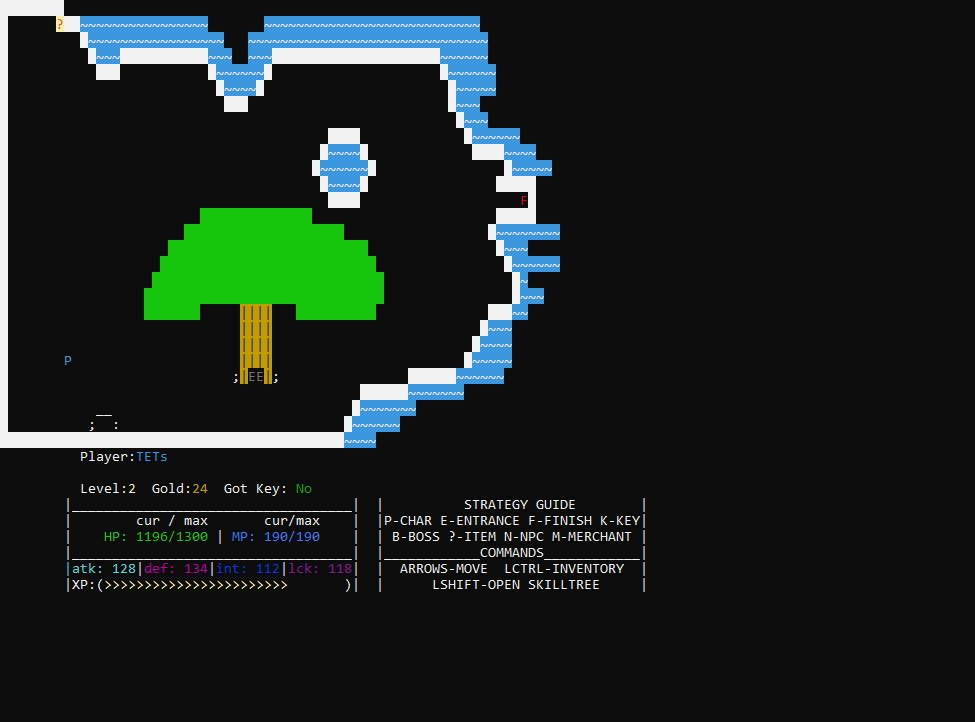 ?
F
P
;EE;
; :
Player:TETs
Level:2 Gold:24 Got Key: No
STRATEGY GUIDE
cur / max cur/max |P-CHAR E-ENTRANCE F-FINISH K-KEY|
HP: 1196/1300 | MP: 190/190 | | B-BOSS ?-ITEM N-NPC M-MERCHANT |
COMMANDS
|atk: 128|def: 134|int: 112|lck: 118| | ARROWS-MOVE LCTRL-INVENTORY |
|XP:(>>>>>>>>>>>>>>>>>>>>>>> )| | LSHIFT-OPEN SKILLTREE |